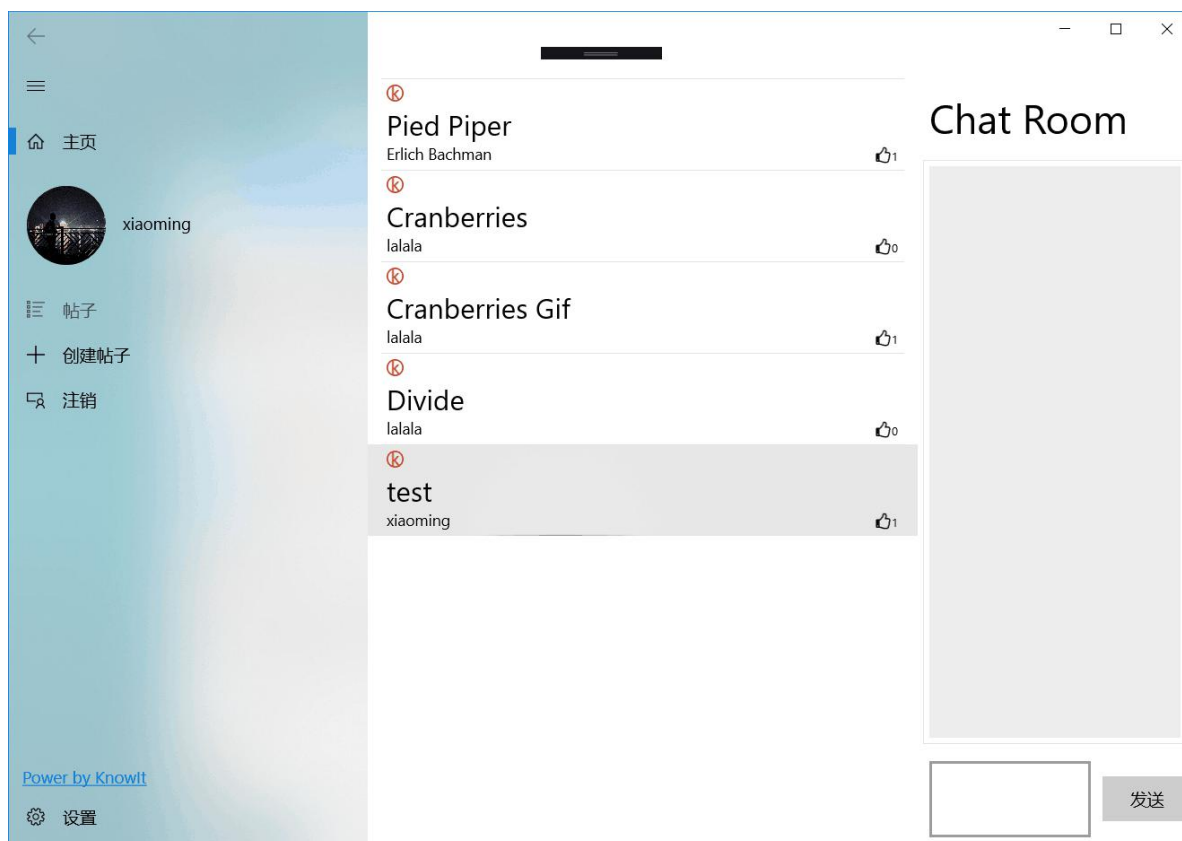 主页
xiaoming
帖子
创建帖子
注销
Power by KnowIt
设置
Pied Piper
Erlich Bachman
1
Cranberries
lalala
0
Cranberries Gif
lalala
1
Divide
lalala
0
test
xiaoming
1
Chat Room
发送